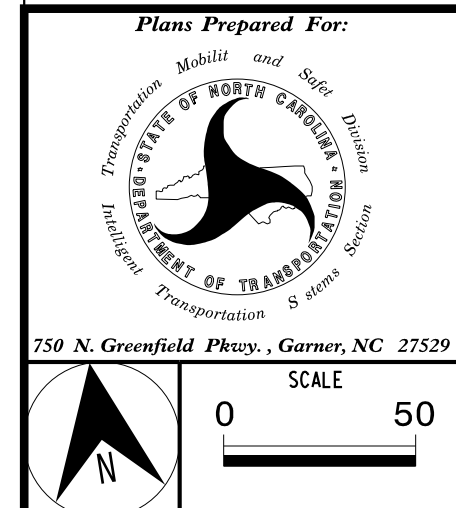 Plans Prepared For:
Transportation Mobilit and Safet Division
STATE OF NORTH CAROLINA
DEPARTMENT OF TRANSPORTATION
Intelligent Transportation S stems Section
750 N. Greenfield Pkwy. , Garner, NC 27529
N
SCALE
0 50